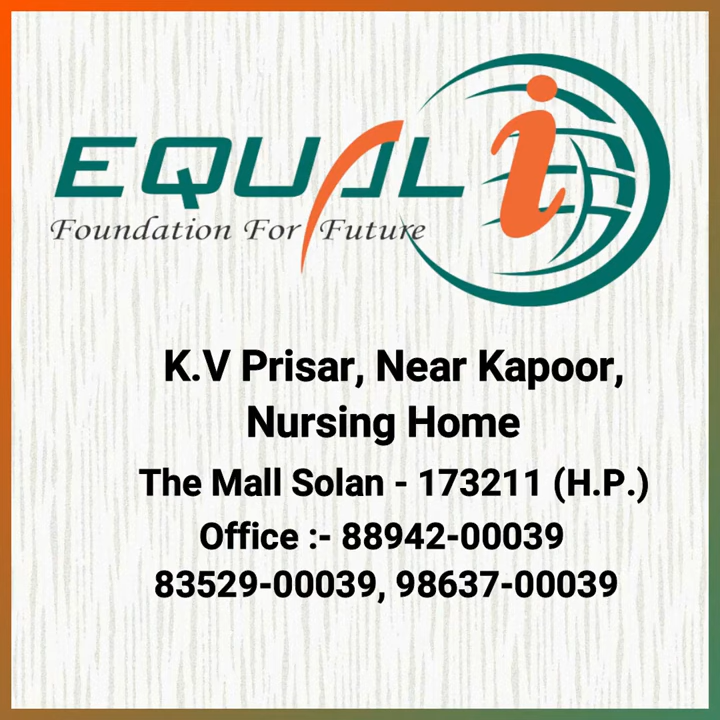 EQUAL i
Foundation For Future
K.V Prisar, Near Kapoor,
Nursing Home
The Mall Solan - 173211 (H.P.)
Office :- 88942-00039
83529-00039, 98637-00039